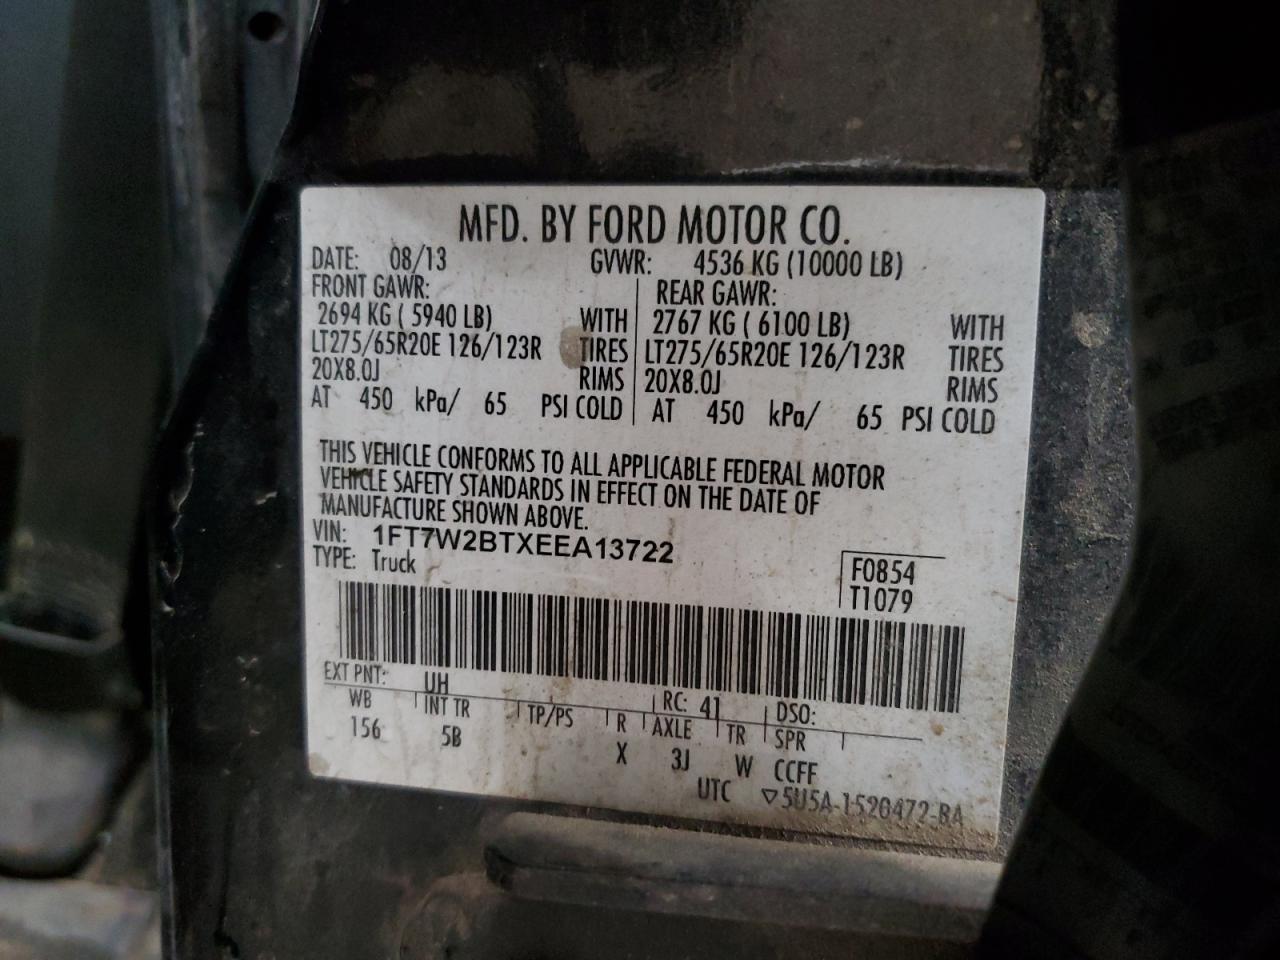 MFD. BY FORD MOTOR CO.
DATE: 08/13 GVWR: 4536 KG (10000 LB)
FRONT GAWR: REAR GAWR:
2694 KG ( 5940 LB) WITH 2767 KG ( 6100 LB) WITH
LT275/65R20E 126/123R TIRES LT275/65R20E 126/123R TIRES
20X8.0J RIMS 20X8.0J RIMS
AT 450 kPa/ 65 PSI COLD AT 450 kPa/ 65 PSI COLD
THIS VEHICLE CONFORMS TO ALL APPLICABLE FEDERAL MOTOR
VEHICLE SAFETY STANDARDS IN EFFECT ON THE DATE OF
MANUFACTURE SHOWN ABOVE.
VIN: 1FT7W2BTXEEA13722
TYPE: Truck F0854
T1079
EXT PNT: UH RC: 41 DSO:
WB INT TR TP/PS R AXLE TR SPR
156 5B X 3J W CCFF
UTC ▽5U5A-1520472-BA